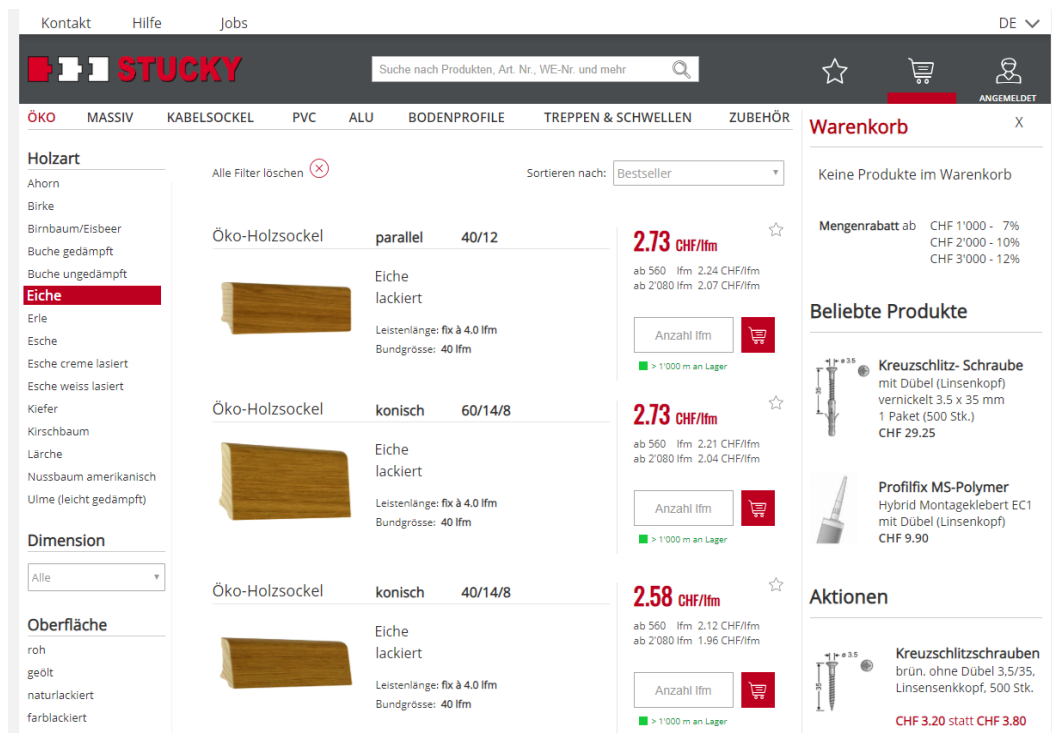 Kontakt Hilfe Jobs DE
STUCKY
Suche nach Produkten, Art. Nr., WE-Nr. und mehr
ANGEMELDET
ÖKO MASSIV KABELSOCKEL PVC ALU BODENPROFILE TREPPEN & SCHWELLEN ZUBEHÖR
Holzart
Ahorn
Birke
Birnbaum/Eisbeer
Buche gedämpft
Buche ungedämpft
Eiche
Erle
Esche
Esche creme lasiert
Esche weiss lasiert
Kiefer
Kirschbaum
Lärche
Nussbaum amerikanisch
Ulme (leicht gedämpft)
Dimension
Alle
Oberfläche
roh
geölt
naturlackiert
farblackiert
Alle Filter löschen
Sortieren nach: Bestseller
Öko-Holzsockel parallel 40/12
Eiche
lackiert
Leistenlänge: fix à 4.0 lfm
Bundgrösse: 40 lfm
2.73 CHF/lfm
ab 560 lfm 2.24 CHF/lfm
ab 2'080 lfm 2.07 CHF/lfm
Anzahl lfm
> 1'000 m an Lager
Öko-Holzsockel konisch 60/14/8
Eiche
lackiert
Leistenlänge: fix à 4.0 lfm
Bundgrösse: 40 lfm
2.73 CHF/lfm
ab 560 lfm 2.21 CHF/lfm
ab 2'080 lfm 2.04 CHF/lfm
Anzahl lfm
> 1'000 m an Lager
Öko-Holzsockel konisch 40/14/8
Eiche
lackiert
Leistenlänge: fix à 4.0 lfm
Bundgrösse: 40 lfm
2.58 CHF/lfm
ab 560 lfm 2.12 CHF/lfm
ab 2'080 lfm 1.96 CHF/lfm
Anzahl lfm
> 1'000 m an Lager
Warenkorb X
Keine Produkte im Warenkorb
Mengenrabatt ab CHF 1'000 - 7%
CHF 2'000 - 10%
CHF 3'000 - 12%
Beliebte Produkte
ø 3.5
35
Kreuzschlitz- Schraube
mit Dübel (Linsenkopf)
vernickelt 3.5 x 35 mm
1 Paket (500 Stk.)
CHF 29.25
Profilfix MS-Polymer
Hybrid Montageklebert EC1
mit Dübel (Linsenkopf)
CHF 9.90
Aktionen
ø 3.5
35
Kreuzschlitzschrauben
brün. ohne Dübel 3,5/35,
Linsensenkkopf, 500 Stk.
CHF 3.20 statt CHF 3.80